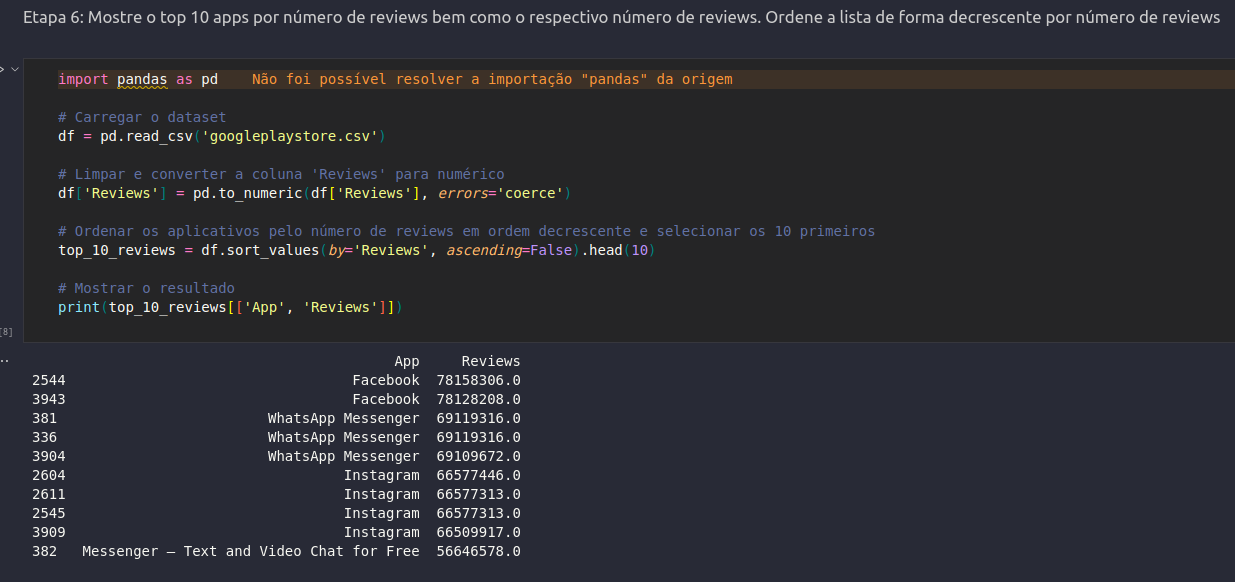 Etapa 6: Mostre o top 10 apps por número de reviews bem como o respectivo número de reviews. Ordene a lista de forma decrescente por número de reviews
import pandas as pd    Não foi possível resolver a importação "pandas" da origem
# Carregar o dataset
df = pd.read_csv('googleplaystore.csv')
# Limpar e converter a coluna 'Reviews' para numérico
df['Reviews'] = pd.to_numeric(df['Reviews'], errors='coerce')
# Ordenar os aplicativos pelo número de reviews em ordem decrescente e selecionar os 10 primeiros
top_10_reviews = df.sort_values(by='Reviews', ascending=False).head(10)
# Mostrar o resultado
print(top_10_reviews[['App', 'Reviews']])
[8]
App     Reviews
2544    Facebook  78158306.0
3943    Facebook  78128208.0
381    WhatsApp Messenger  69119316.0
336    WhatsApp Messenger  69119316.0
3904    WhatsApp Messenger  69109672.0
2604    Instagram  66577446.0
2611    Instagram  66577313.0
2545    Instagram  66577313.0
3909    Instagram  66509917.0
382   Messenger – Text and Video Chat for Free  56646578.0